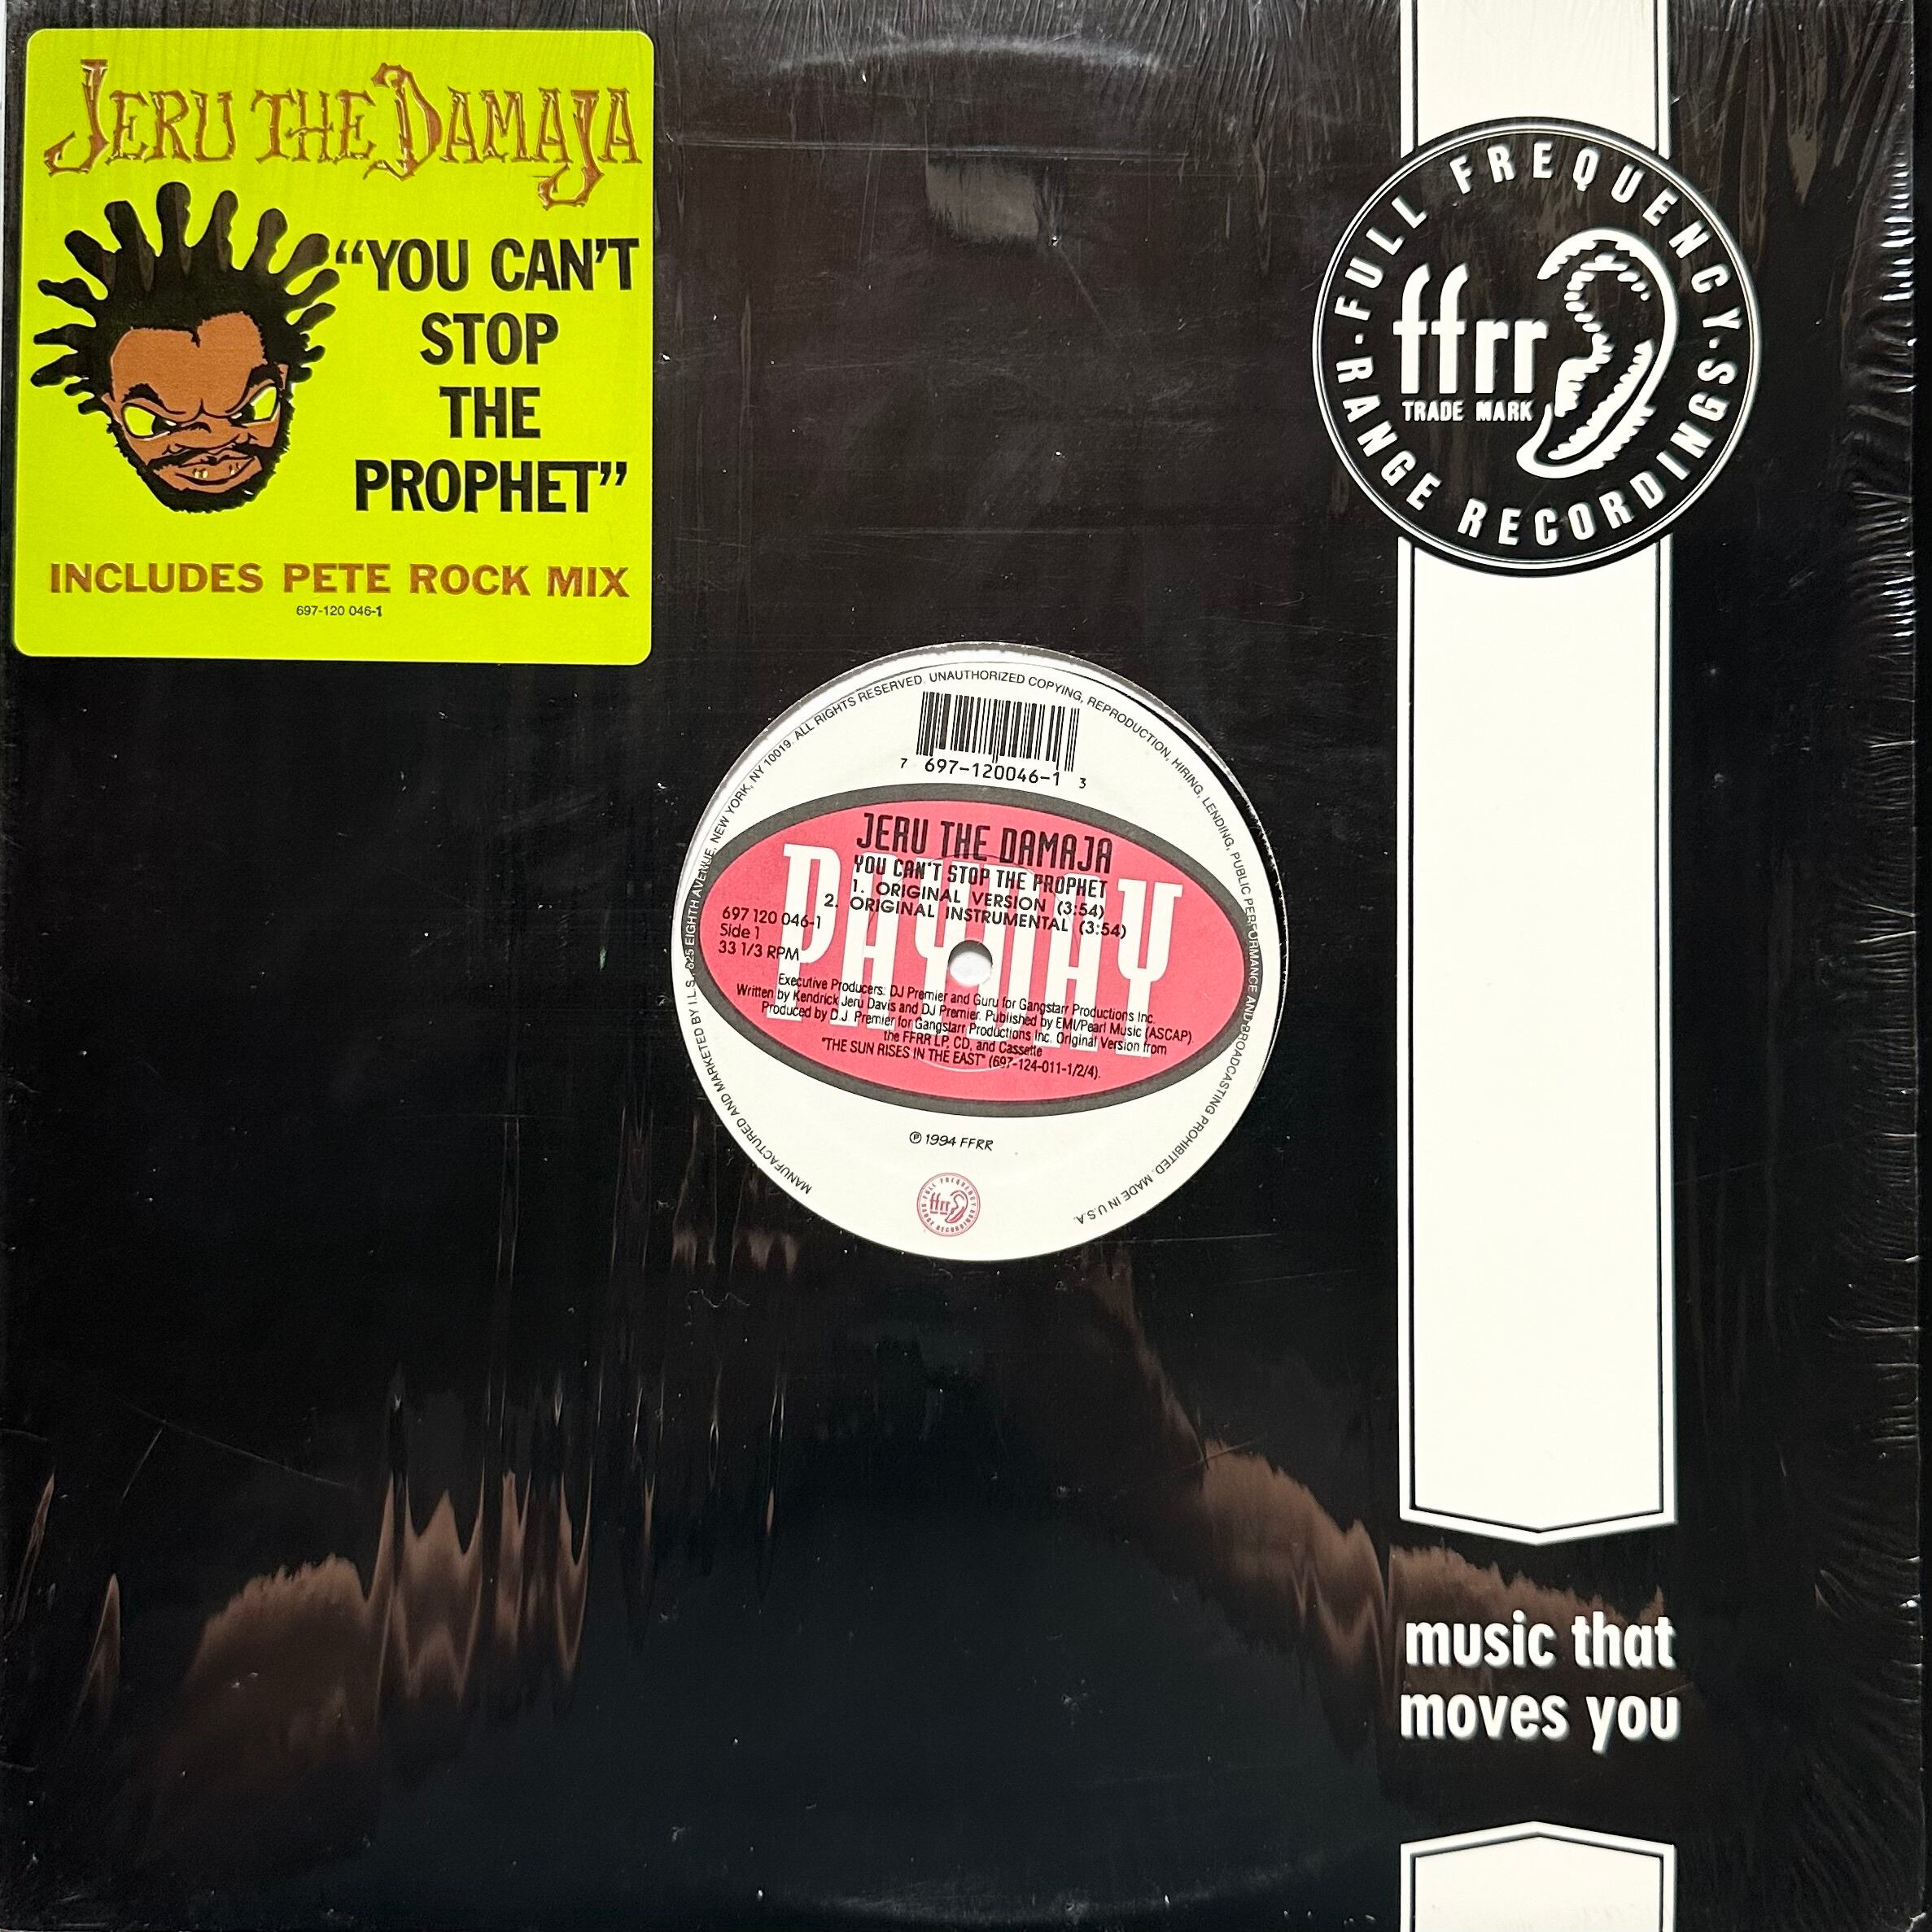 JERU THE DAMAJA
“YOU CAN'T
STOP
THE
PROPHET”
INCLUDES PETE ROCK MIX
697-120 046-1
FULL FREQUENCY
RANGE RECORDINGS
ffrr
TRADE MARK
MANUFACTURED AND MARKETED BY I.L.S., 825 EIGHTH AVENUE, NEW YORK, NY 10019. ALL RIGHTS RESERVED. UNAUTHORIZED COPYING, REPRODUCTION, HIRING, LENDING, PUBLIC PERFORMANCE AND BROADCASTING PROHIBITED. MADE IN U.S.A.
7 697-120046-1 3
PAYDAY
JERU THE DAMAJA
YOU CAN'T STOP THE PROPHET
1. ORIGINAL VERSION (3:54)
2. ORIGINAL INSTRUMENTAL (3:54)
697 120 046-1
Side 1
33 1/3 RPM
Executive Producers: DJ Premier and Guru for Gangstarr Productions Inc.
Written by Kendrick Jeru Davis and DJ Premier. Published by EMI/Pearl Music (ASCAP).
Produced by D.J. Premier for Gangstarr Productions Inc. Original Version from
the FFRR LP, CD, and Cassette
"THE SUN RISES IN THE EAST" (697-124-011-1/2/4).
℗ 1994 FFRR
FULL FREQUENCY
RANGE RECORDINGS
ffrr
music that
moves you